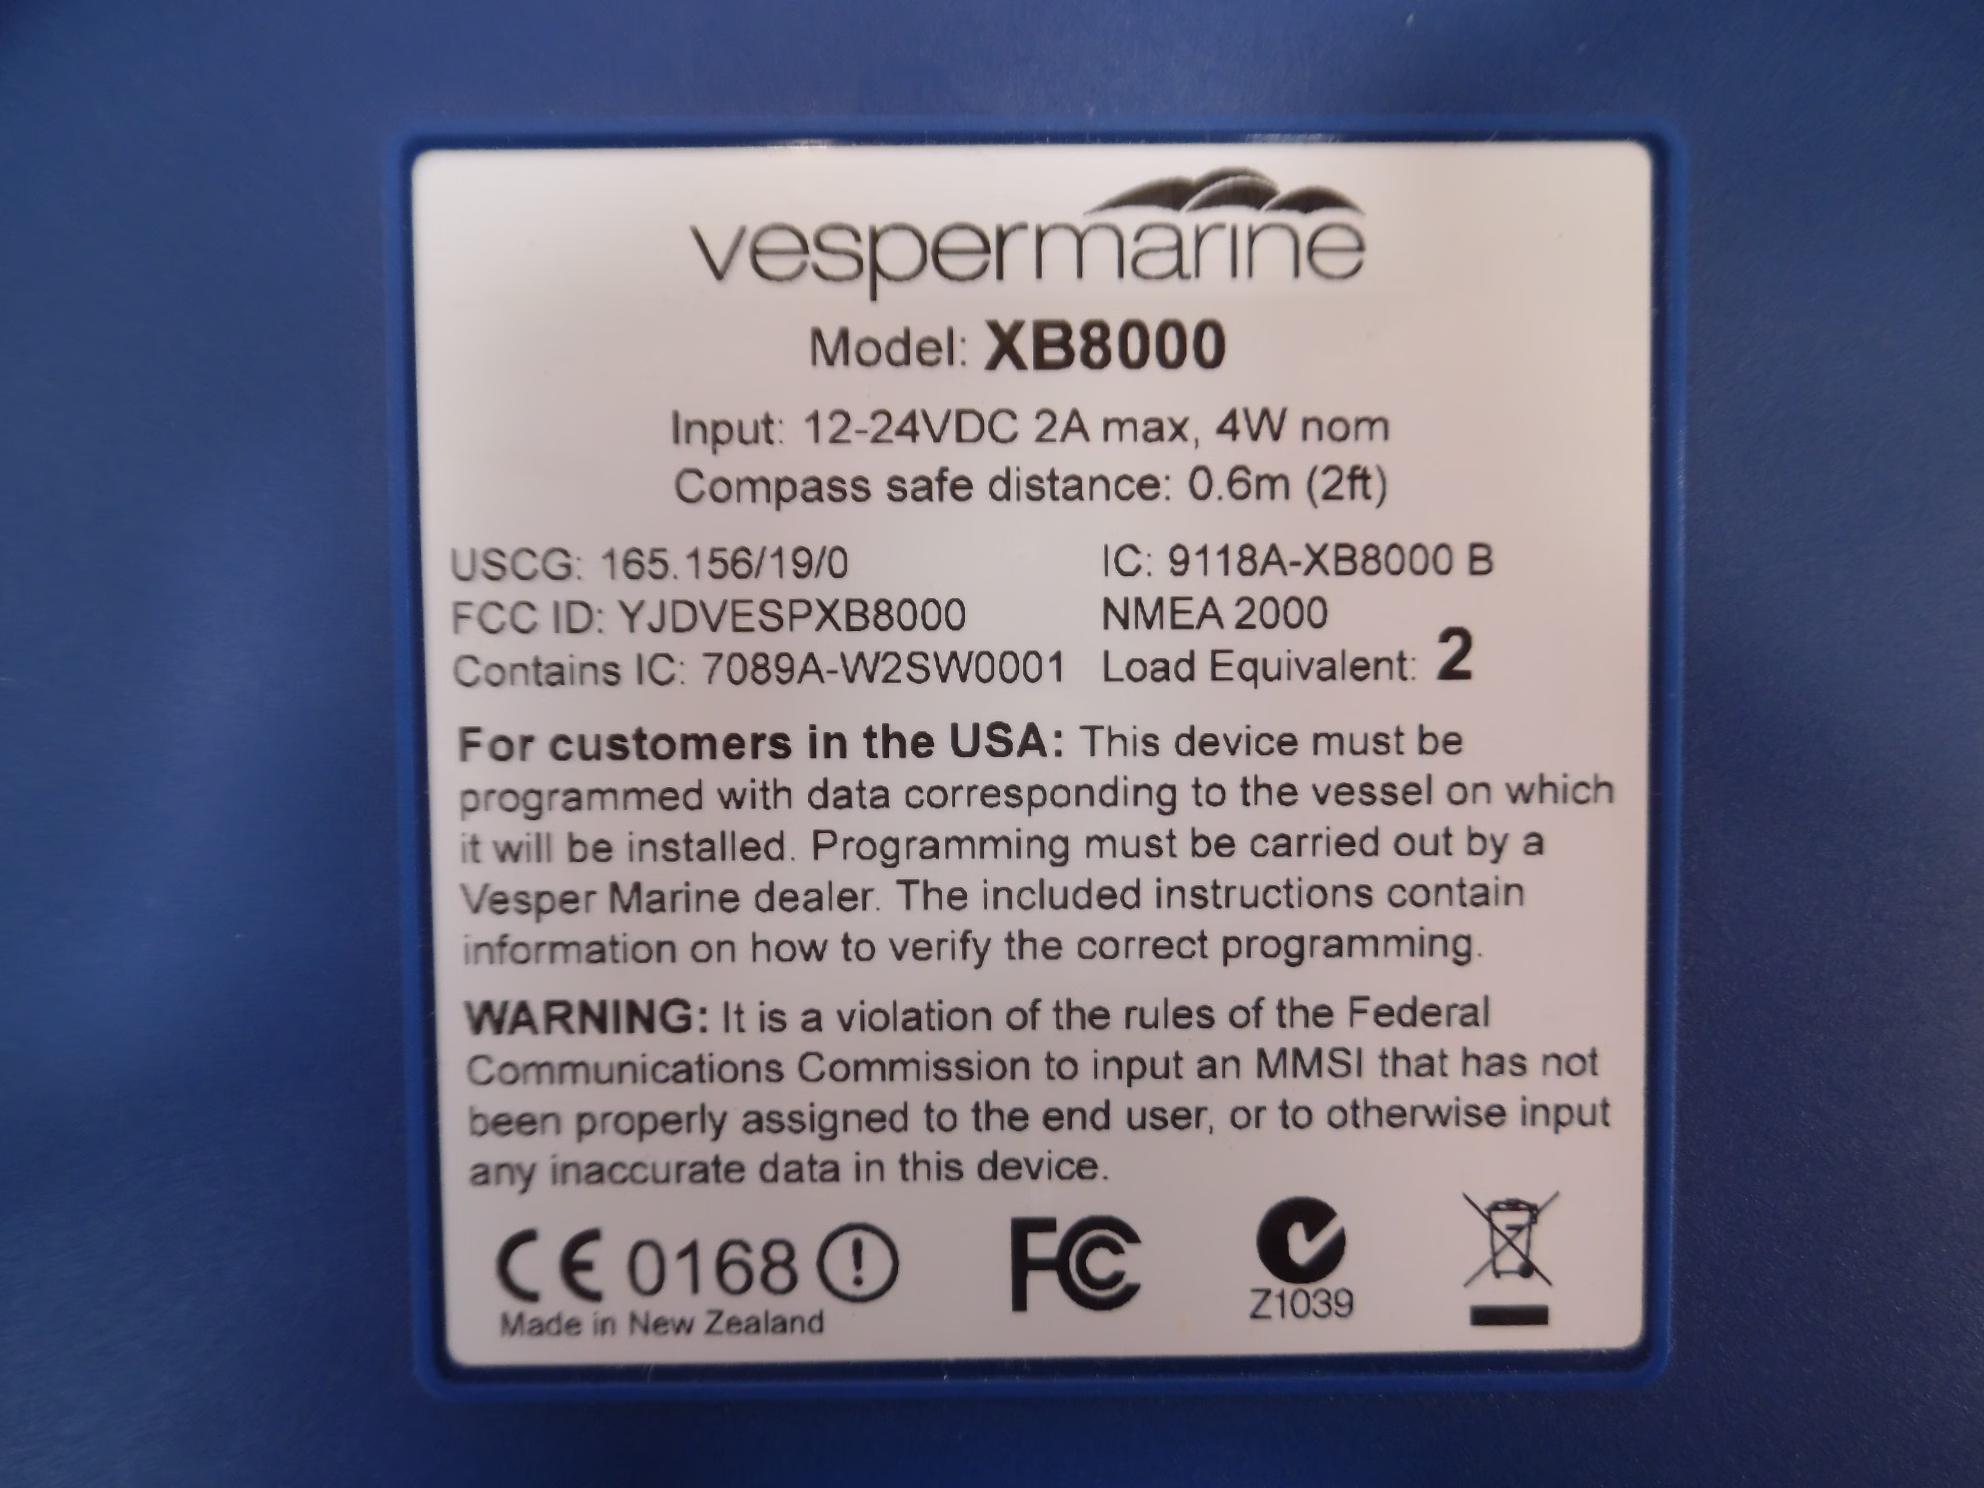 vespermarine
Model: XB8000
Input: 12-24VDC 2A max, 4W nom
Compass safe distance: 0.6m (2ft)
USCG: 165.156/19/0 IC: 9118A-XB8000 B
FCC ID: YJDVESPXB8000 NMEA 2000
Contains IC: 7089A-W2SW0001 Load Equivalent: 2
For customers in the USA: This device must be
programmed with data corresponding to the vessel on which
it will be installed. Programming must be carried out by a
Vesper Marine dealer. The included instructions contain
information on how to verify the correct programming.
WARNING: It is a violation of the rules of the Federal
Communications Commission to input an MMSI that has not
been properly assigned to the end user, or to otherwise input
any inaccurate data in this device.
CE 0168 ! FC
Z1039
Made in New Zealand